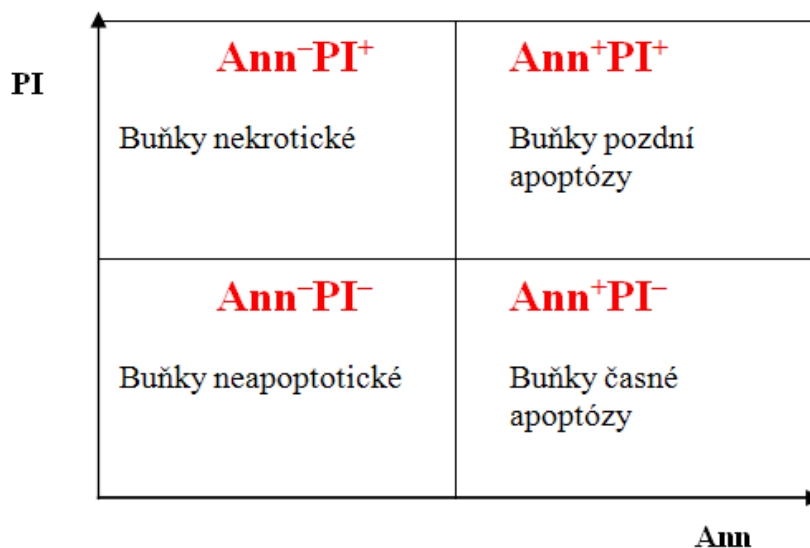 Ann⁻PI⁺
Ann⁺PI⁺
PI
Buňky nekrotické
Buňky pozdní
apoptózy
Ann⁻PI⁻
Ann⁺PI⁻
Buňky neapoptotické
Buňky časné
apoptózy
Ann